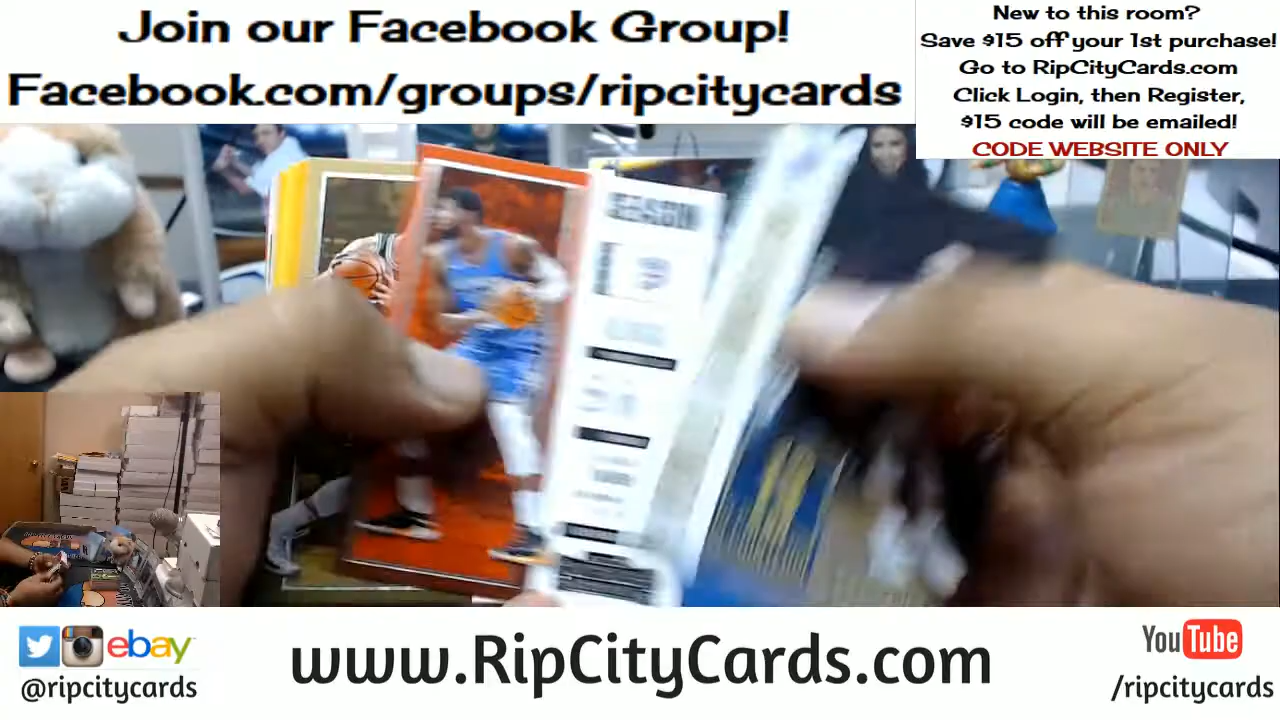 Join our Facebook Group!
Facebook.com/groups/ripcitycards
New to this room?
Save $15 off your 1st purchase!
Go to RipCityCards.com
Click Login, then Register,
$15 code will be emailed!
CODE WEBSITE ONLY
SEASON
ebay
@ripcitycards
www.RipCityCards.com
YouTube
/ripcitycards